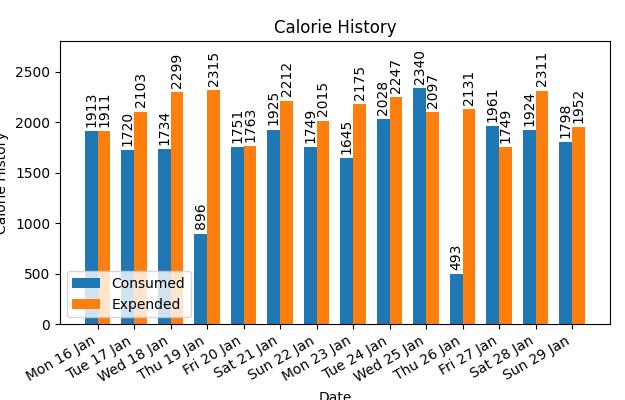 Calorie History
Calorie History
2500
2000
1500
1000
500
0
1913
1911
1720
2103
1734
2299
896
2315
1751
1763
1925
2212
1749
2015
1645
2175
2028
2247
2340
2097
493
2131
1961
1749
1924
2311
1798
1952
Consumed
Expended
Mon 16 Jan
Tue 17 Jan
Wed 18 Jan
Thu 19 Jan
Fri 20 Jan
Sat 21 Jan
Sun 22 Jan
Mon 23 Jan
Tue 24 Jan
Wed 25 Jan
Thu 26 Jan
Fri 27 Jan
Sat 28 Jan
Sun 29 Jan
Date